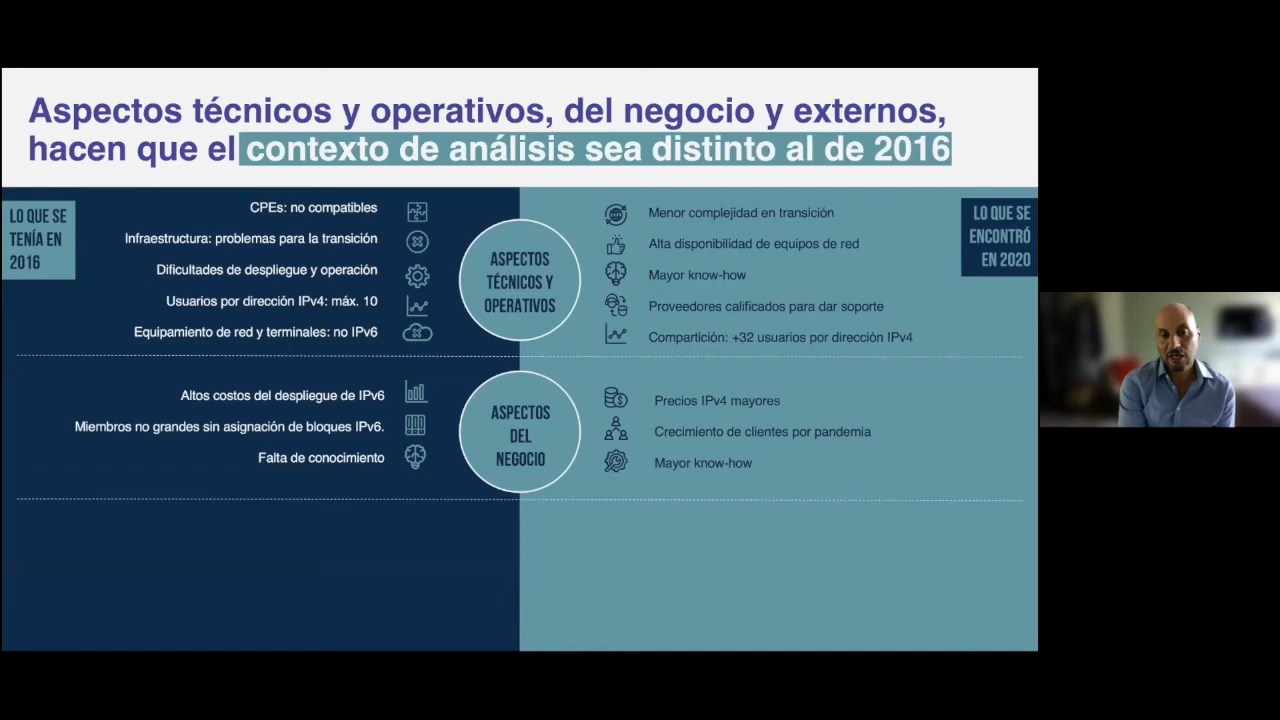 Aspectos técnicos y operativos, del negocio y externos,
hacen que el contexto de análisis sea distinto al de 2016
LO QUE SE
TENÍA EN
2016
CPEs: no compatibles
Infraestructura: problemas para la transición
Dificultades de despliegue y operación
Usuarios por dirección IPv4: máx. 10
Equipamiento de red y terminales: no IPv6
ASPECTOS
TÉCNICOS Y
OPERATIVOS
Menor complejidad en transición
Alta disponibilidad de equipos de red
Mayor know-how
Proveedores calificados para dar soporte
Compartición: +32 usuarios por dirección IPv4
LO QUE SE
ENCONTRÓ
EN 2020
Altos costos del despliegue de IPv6
Miembros no grandes sin asignación de bloques IPv6.
Falta de conocimiento
ASPECTOS
DEL
NEGOCIO
Precios IPv4 mayores
Crecimiento de clientes por pandemia
Mayor know-how